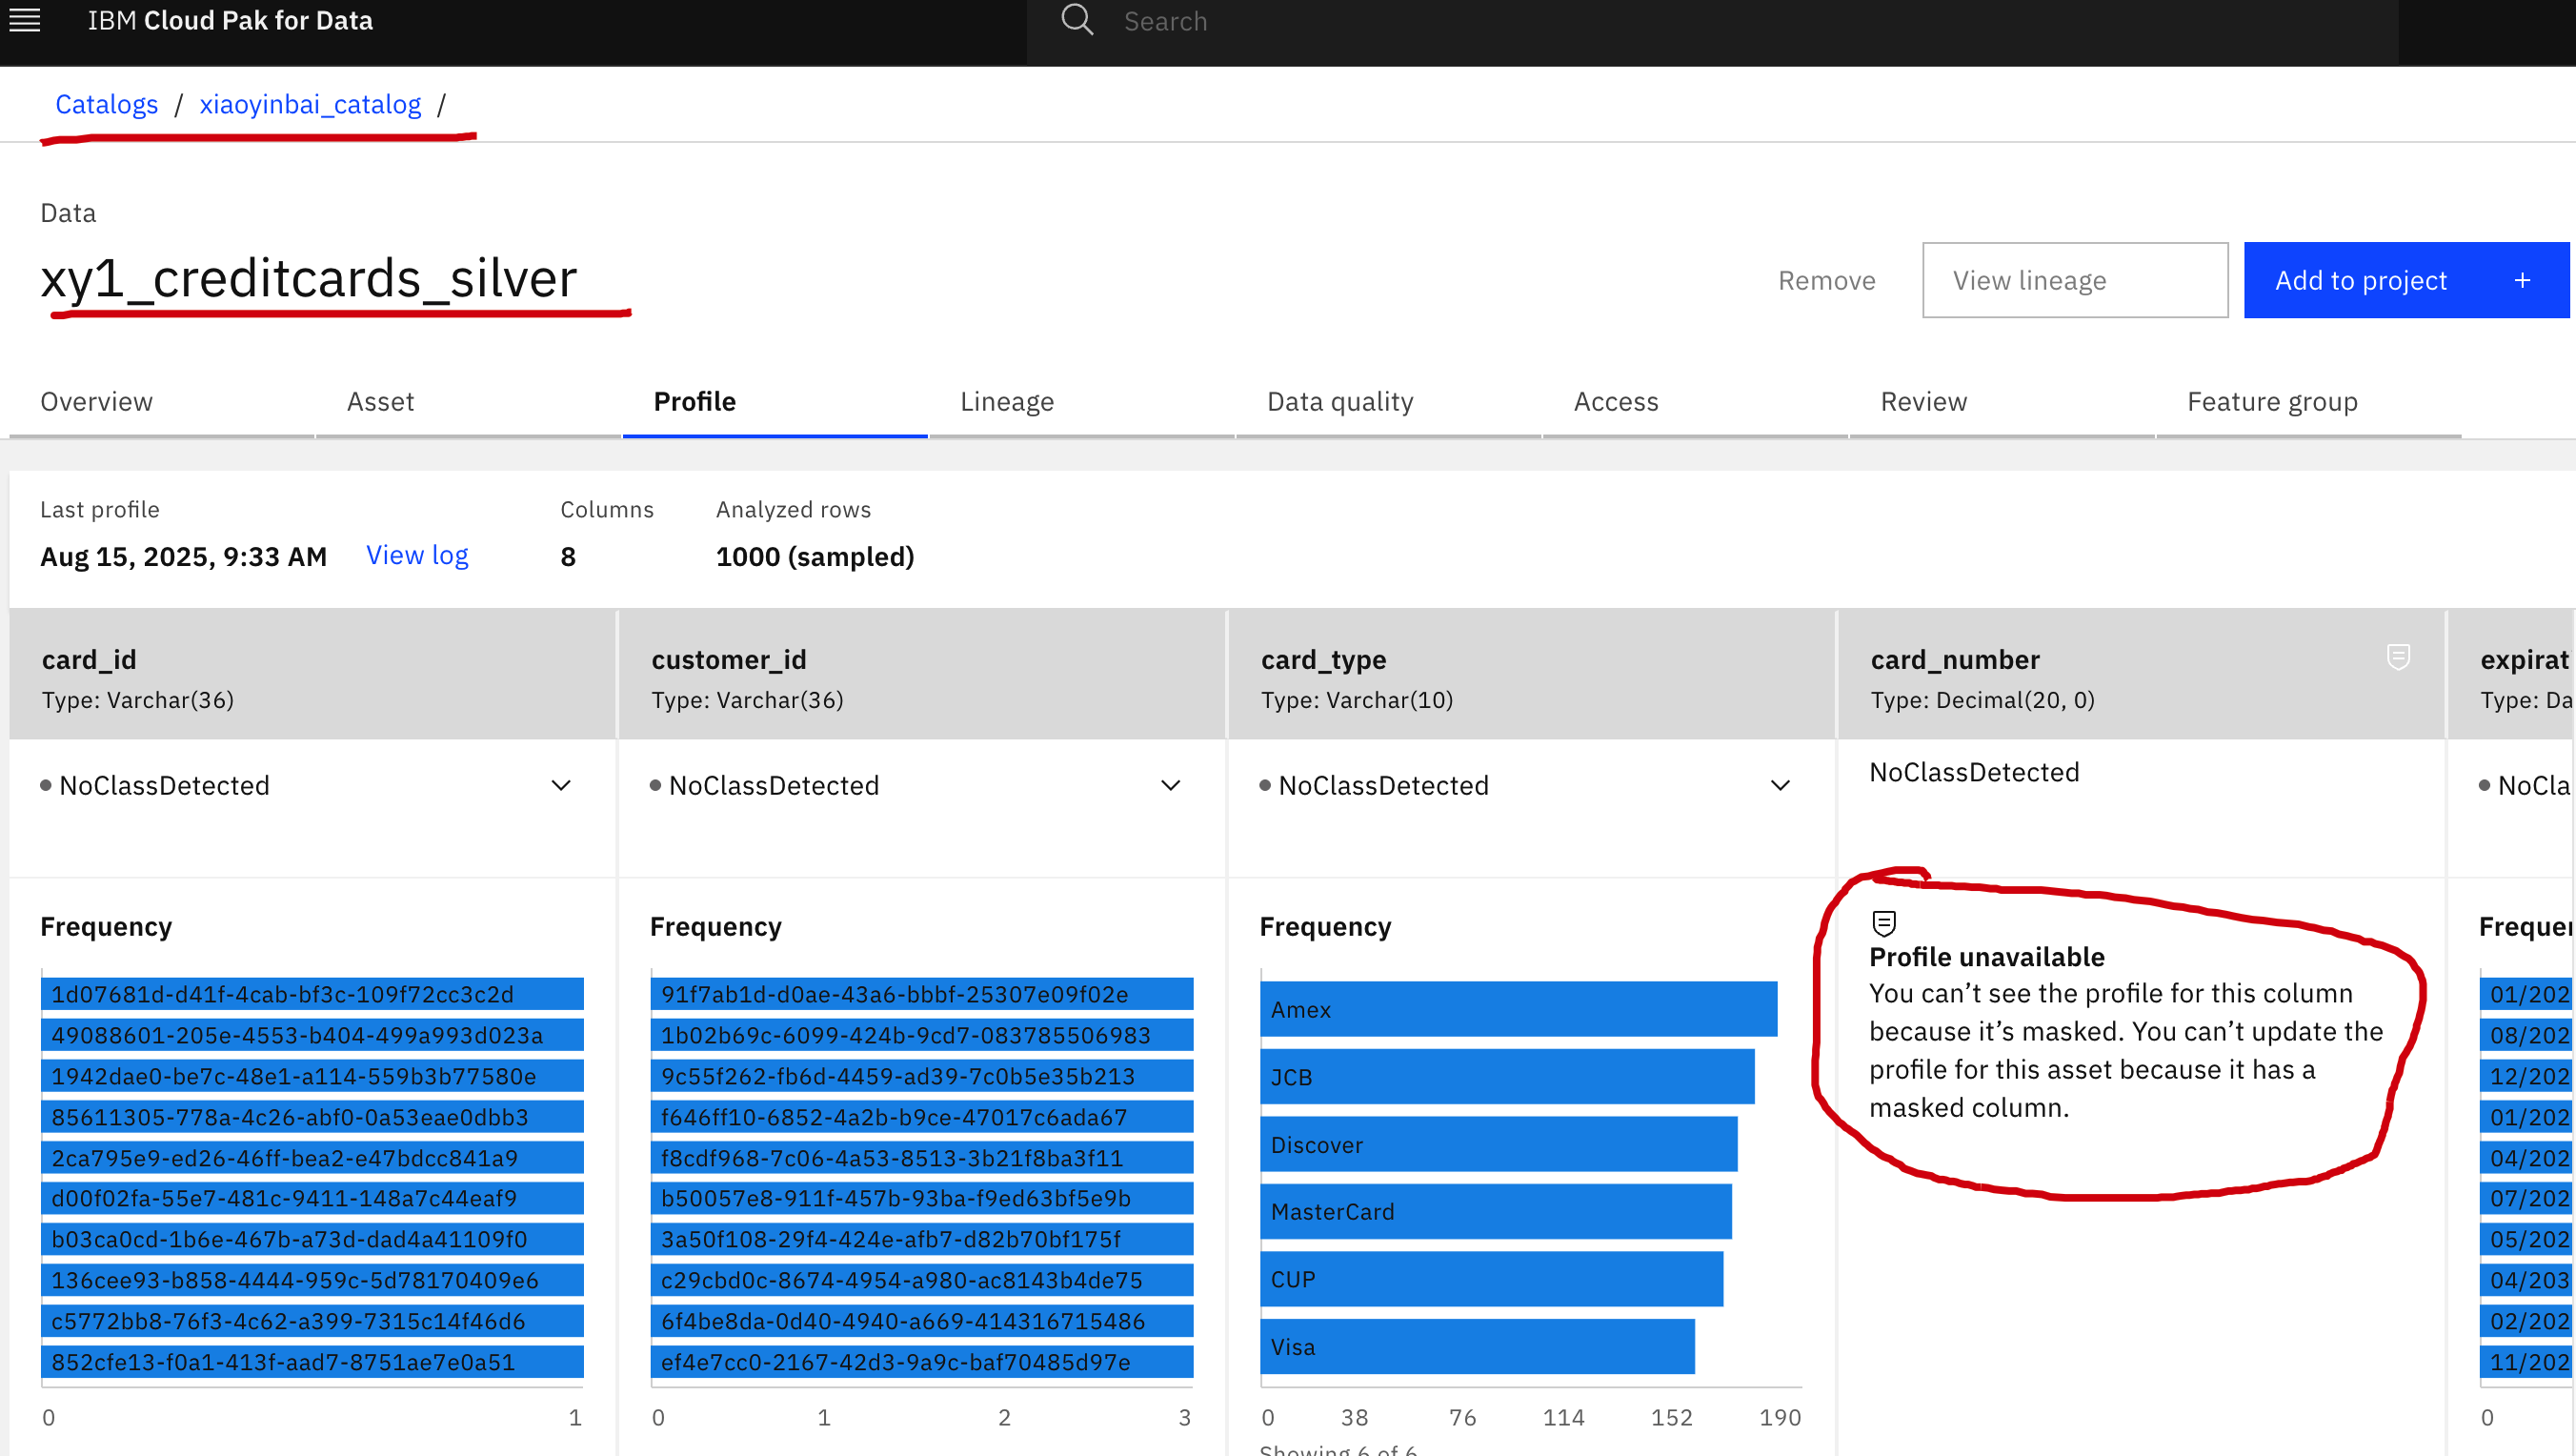 IBM Cloud Pak for Data
Search
Catalogs / xiaoyinbai_catalog /
Data
xy1_creditcards_silver
Remove
View lineage
Add to project +
Overview
Asset
Profile
Lineage
Data quality
Access
Review
Feature group
Last profile
Columns
Analyzed rows
Aug 15, 2025, 9:33 AM
View log
8
1000 (sampled)
card_id
Type: Varchar(36)
NoClassDetected
Frequency
1d07681d-d41f-4cab-bf3c-109f72cc3c2d
49088601-205e-4553-b404-499a993d023a
1942dae0-be7c-48e1-a114-559b3b77580e
85611305-778a-4c26-abf0-0a53eae0dbb3
2ca795e9-ed26-46ff-bea2-e47bdcc841a9
d00f02fa-55e7-481c-9411-148a7c44eaf9
b03ca0cd-1b6e-467b-a73d-dad4a41109f0
136cee93-b858-4444-959c-5d78170409e6
c5772bb8-76f3-4c62-a399-7315c14f46d6
852cfe13-f0a1-413f-aad7-8751ae7e0a51
0 1
customer_id
Type: Varchar(36)
NoClassDetected
Frequency
91f7ab1d-d0ae-43a6-bbbf-25307e09f02e
1b02b69c-6099-424b-9cd7-083785506983
9c55f262-fb6d-4459-ad39-7c0b5e35b213
f646ff10-6852-4a2b-b9ce-47017c6ada67
f8cdf968-7c06-4a53-8513-3b21f8ba3f11
b50057e8-911f-457b-93ba-f9ed63bf5e9b
3a50f108-29f4-424e-afb7-d82b70bf175f
c29cbd0c-8674-4954-a980-ac8143b4de75
6f4be8da-0d40-4940-a669-414316715486
ef4e7cc0-2167-42d3-9a9c-baf70485d97e
0 1 2 3
card_type
Type: Varchar(10)
NoClassDetected
Frequency
Amex
JCB
Discover
MasterCard
CUP
Visa
0 38 76 114 152 190
Showing 6 of 6
card_number
Type: Decimal(20, 0)
NoClassDetected
Profile unavailable
You can’t see the profile for this column
because it’s masked. You can’t update the
profile for this asset because it has a
masked column.
expirat
Type: Da
NoCla
Freque
01/202
08/202
12/202
01/202
04/202
07/202
05/202
04/203
02/202
11/202
0